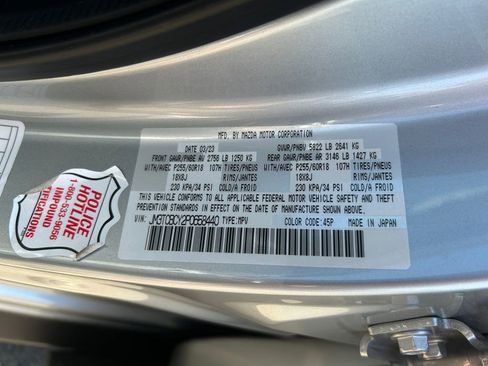 MFD. BY MAZDA MOTOR CORPORATION
DATE 03/23 GVWR/PNBV 5822 LB 2641 KG
FRONT GAWR/PNBE AV 2756 LB 1250 KG REAR GAWR/PNBE AR 3146 LB 1427 KG
WITH/AVEC P255/60R18 107H TIRES/PNEUS WITH/AVEC P255/60R18 107H TIRES/PNEUS
18X8J RIMS/JANTES 18X8J RIMS/JANTES
230 KPA/34 PSI COLD/A FROID 230 KPA/34 PSI COLD/A FROID
THIS VEHICLE CONFORMS TO ALL APPLICABLE FEDERAL MOTOR VEHICLE SAFETY AND
THEFT PREVENTION STANDARDS IN EFFECT ON THE DATE OF MANUFACTURE SHOWN ABOVE.
TYPE:MPV COLOR CODE:45P MADE IN JAPAN
POLICE
HOTLINE
IMPOUND